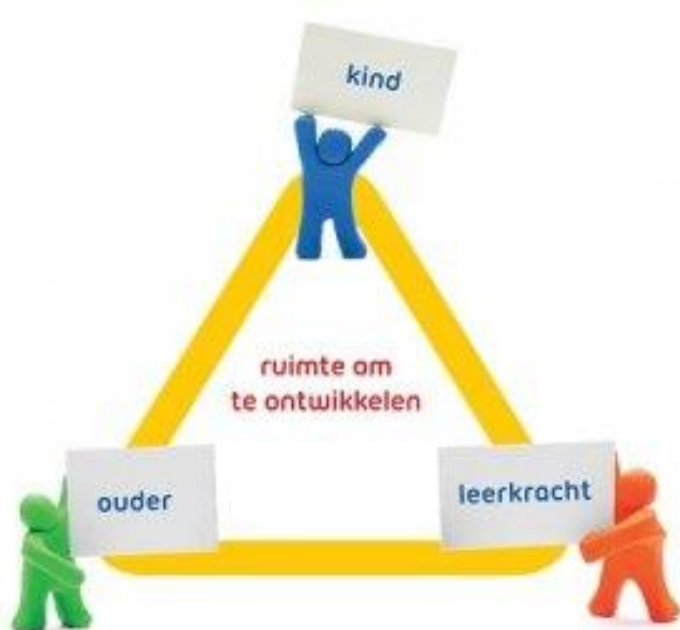 kind
ruimte om
te ontwikkelen
ouder
leerkracht